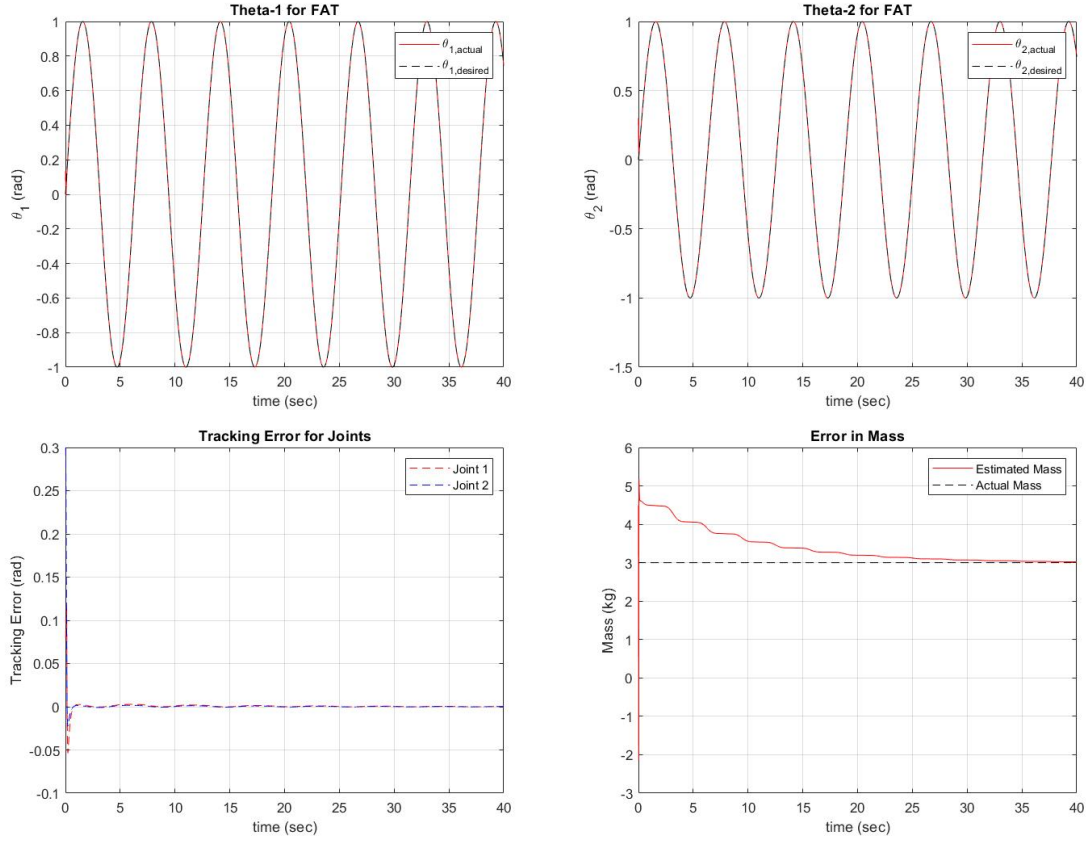 Theta-1 for FAT
θ1,actual
θ1,desired
1
0.8
0.6
0.4
0.2
0
-0.2
-0.4
-0.6
-0.8
-1
θ1 (rad)
0 5 10 15 20 25 30 35 40
time (sec)
Theta-2 for FAT
θ2,actual
θ2,desired
1
0.5
0
-0.5
-1
-1.5
θ2 (rad)
0 5 10 15 20 25 30 35 40
time (sec)
Tracking Error for Joints
Joint 1
Joint 2
0.3
0.25
0.2
0.15
0.1
0.05
0
-0.05
-0.1
Tracking Error (rad)
0 5 10 15 20 25 30 35 40
time (sec)
Error in Mass
Estimated Mass
Actual Mass
6
5
4
3
2
1
0
-1
-2
-3
Mass (kg)
0 5 10 15 20 25 30 35 40
time (sec)